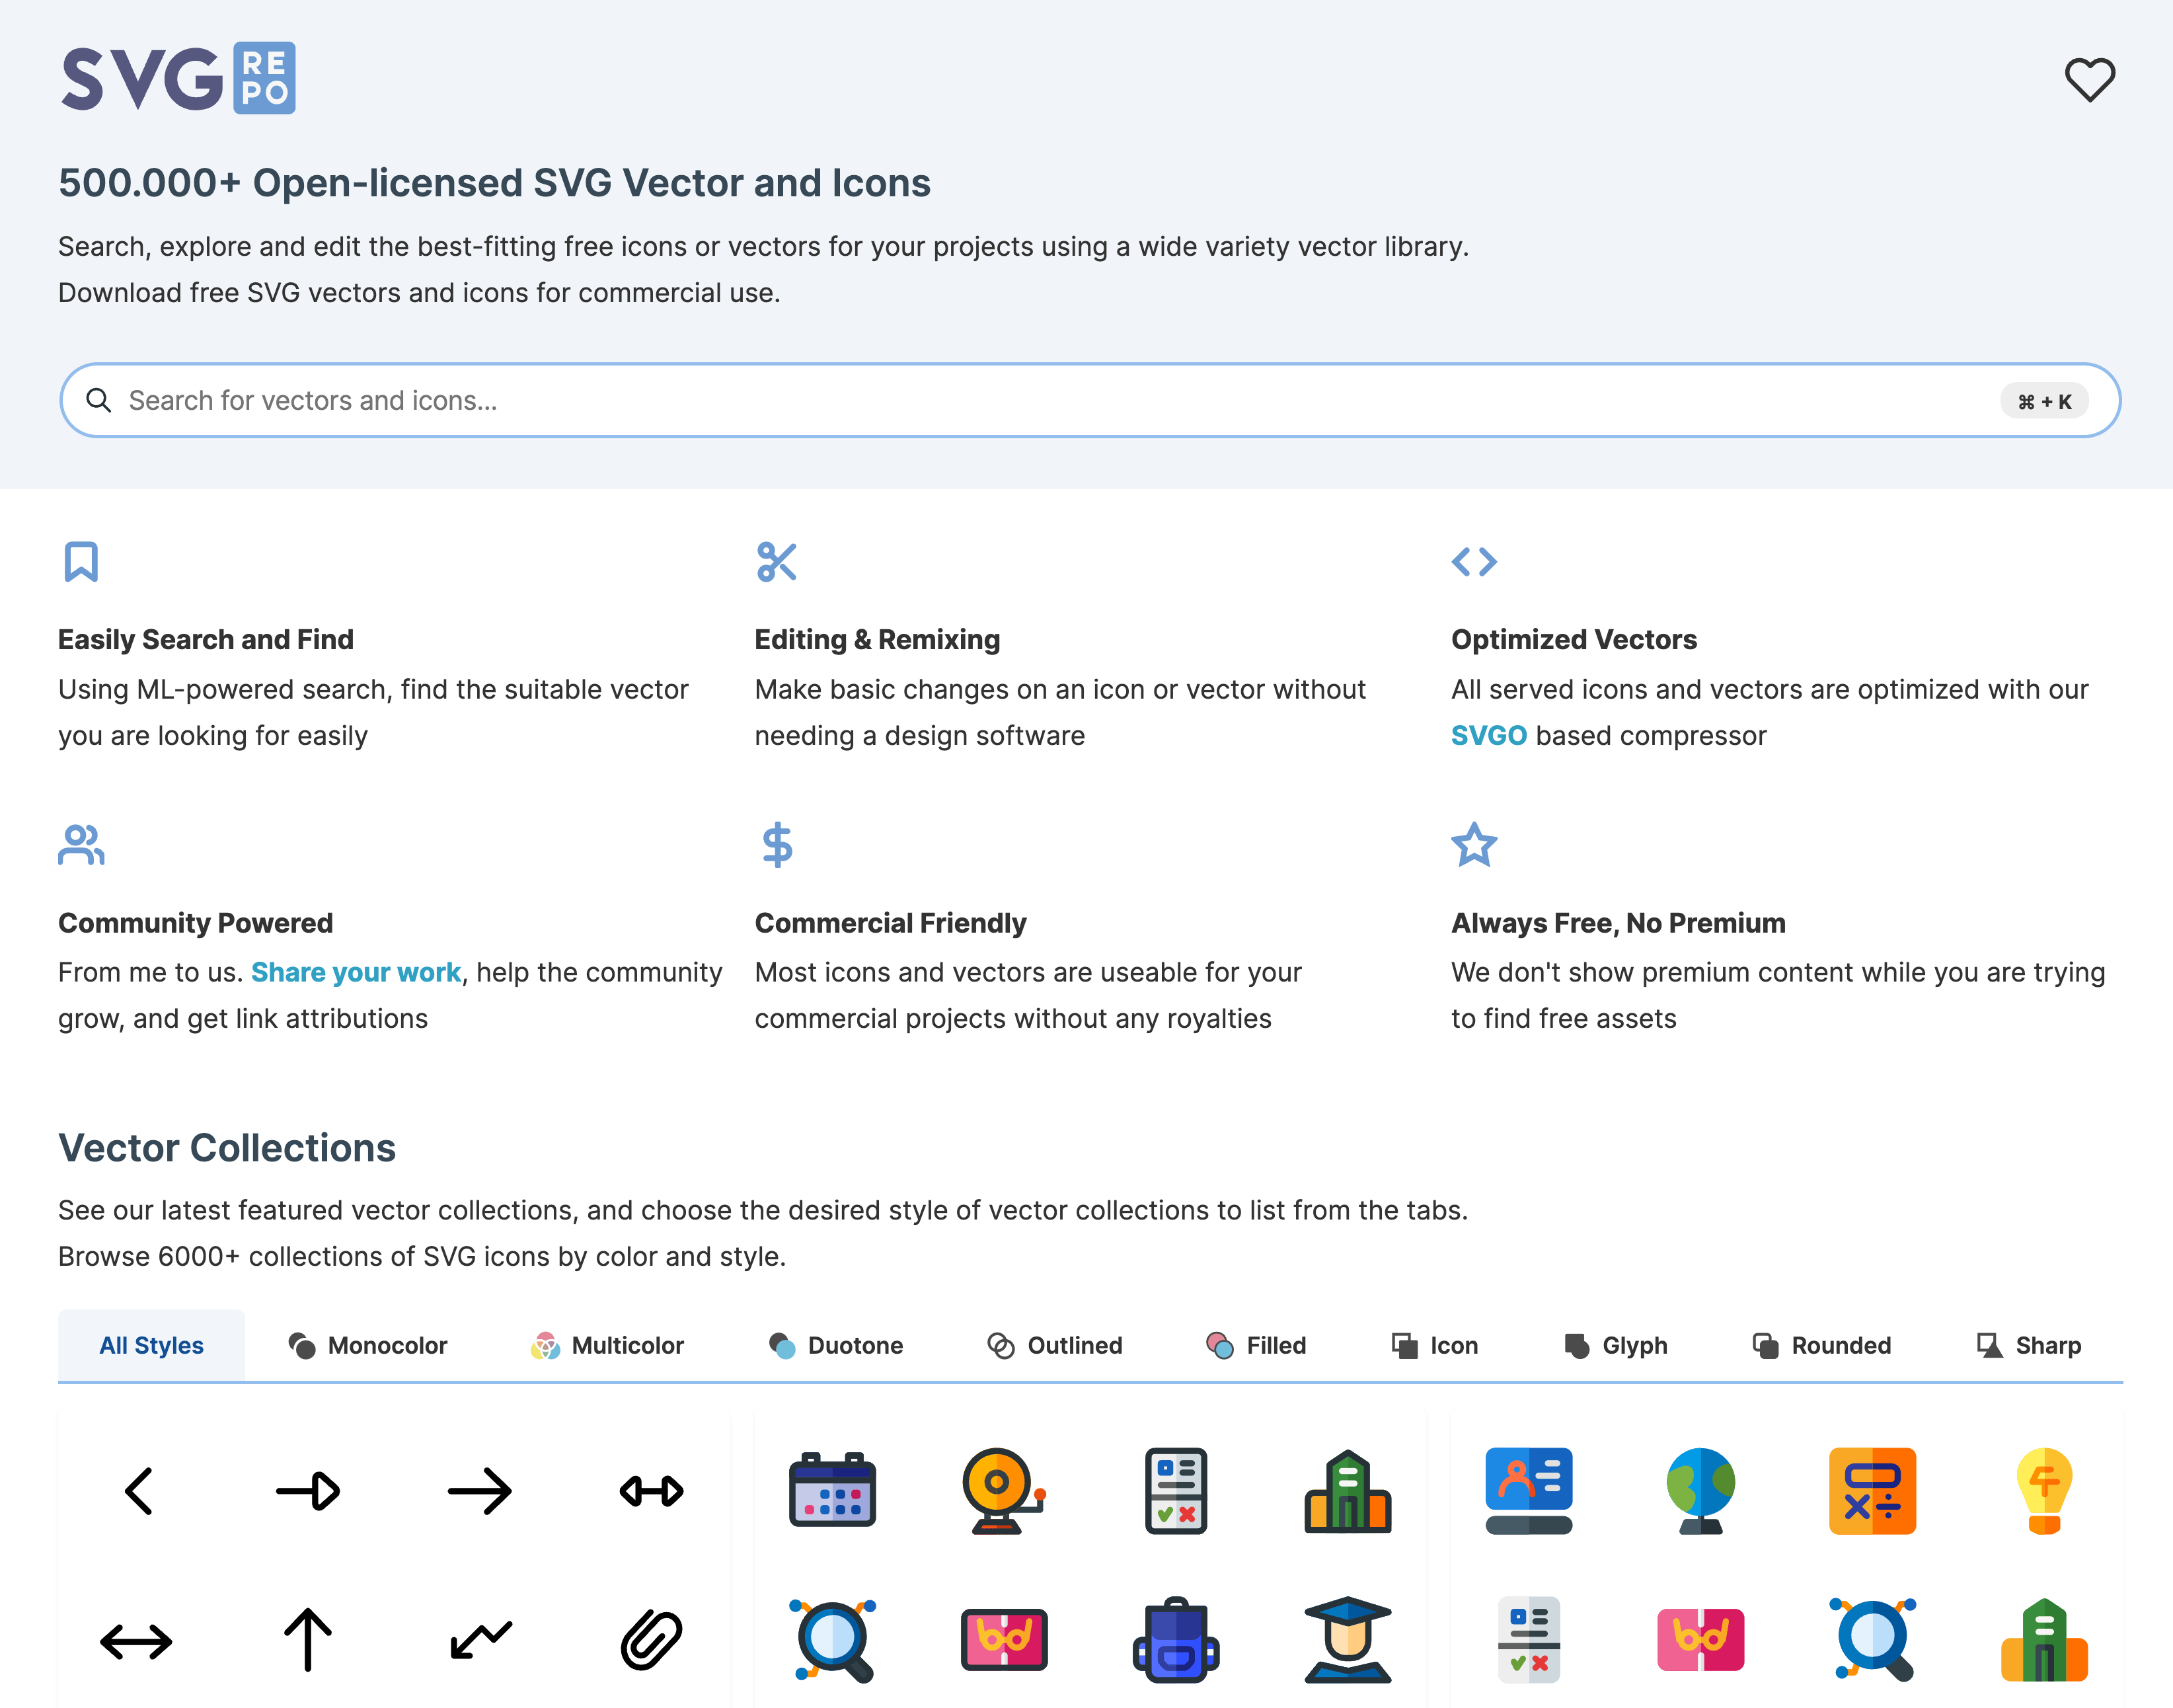 SVG RE
PO
500.000+ Open-licensed SVG Vector and Icons
Search, explore and edit the best-fitting free icons or vectors for your projects using a wide variety vector library.
Download free SVG vectors and icons for commercial use.
Search for vectors and icons...
⌘ + K
Easily Search and Find
Using ML-powered search, find the suitable vector
you are looking for easily
Editing & Remixing
Make basic changes on an icon or vector without
needing a design software
Optimized Vectors
All served icons and vectors are optimized with our
SVGO based compressor
Community Powered
From me to us. Share your work, help the community
grow, and get link attributions
Commercial Friendly
Most icons and vectors are useable for your
commercial projects without any royalties
Always Free, No Premium
We don't show premium content while you are trying
to find free assets
Vector Collections
See our latest featured vector collections, and choose the desired style of vector collections to list from the tabs.
Browse 6000+ collections of SVG icons by color and style.
All Styles
Monocolor
Multicolor
Duotone
Outlined
Filled
Icon
Glyph
Rounded
Sharp